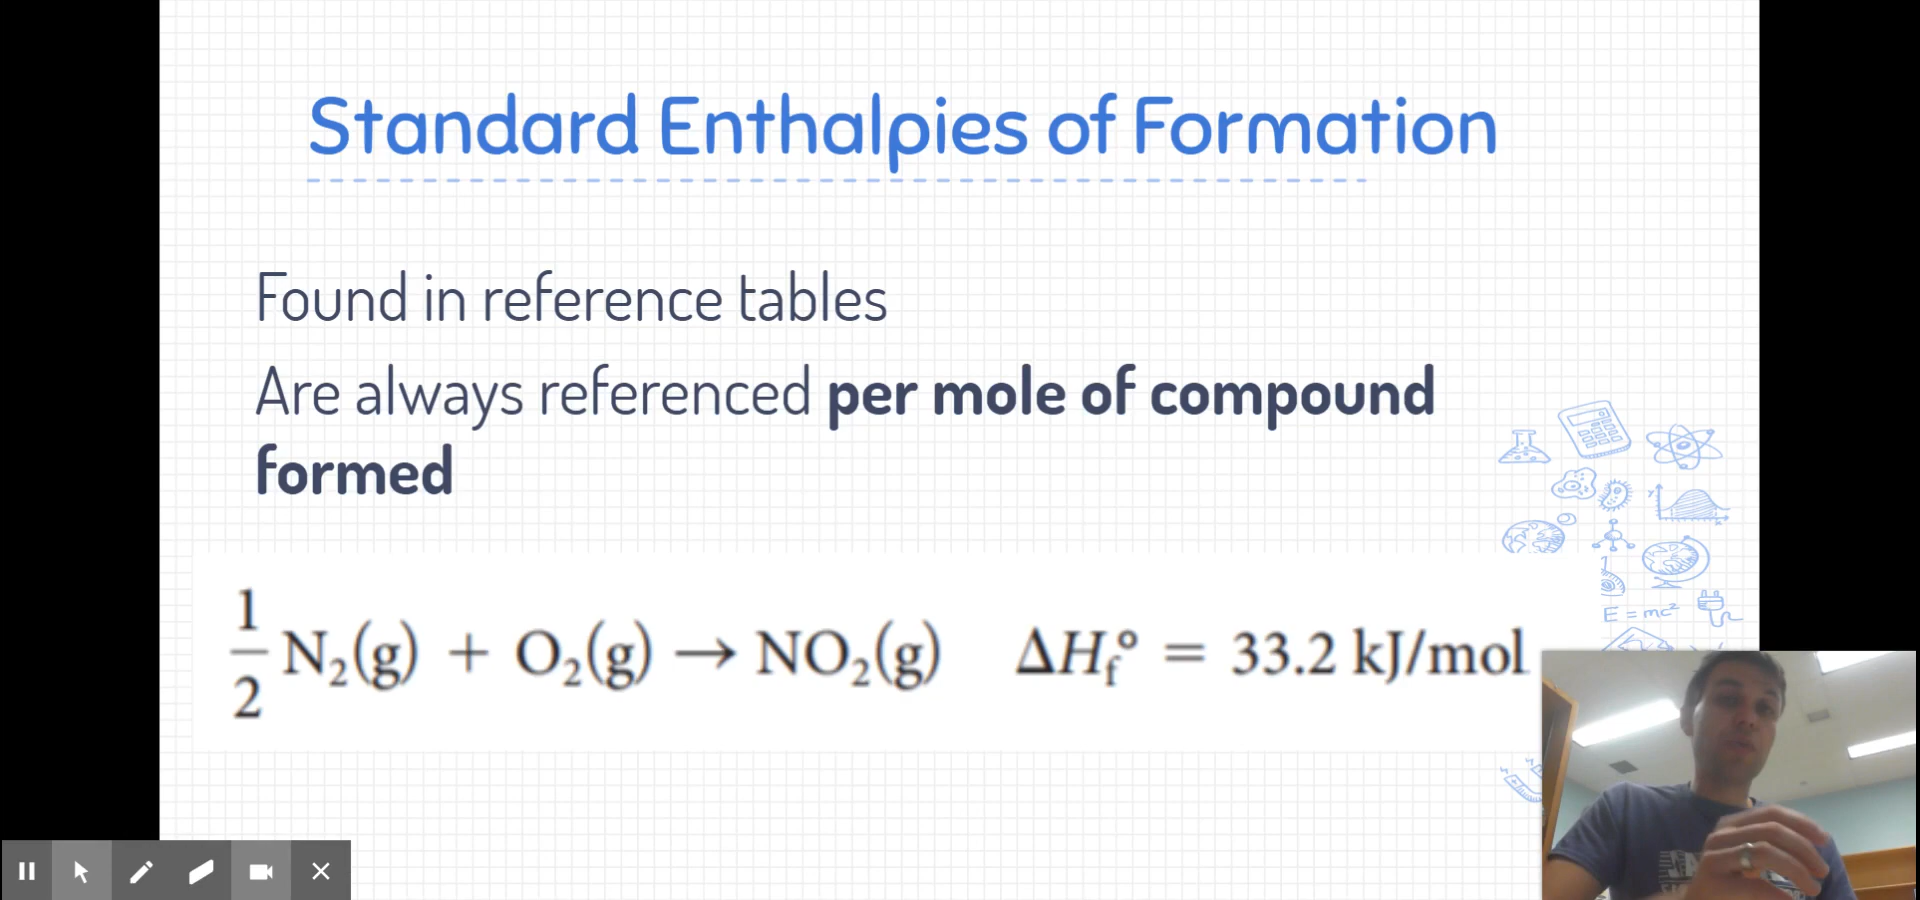 Standard Enthalpies of Formation
Found in reference tables
Are always referenced per mole of compound
formed
1/2 N₂(g) + O₂(g) → NO₂(g) ΔH_f° = 33.2 kJ/mol
E = mc²